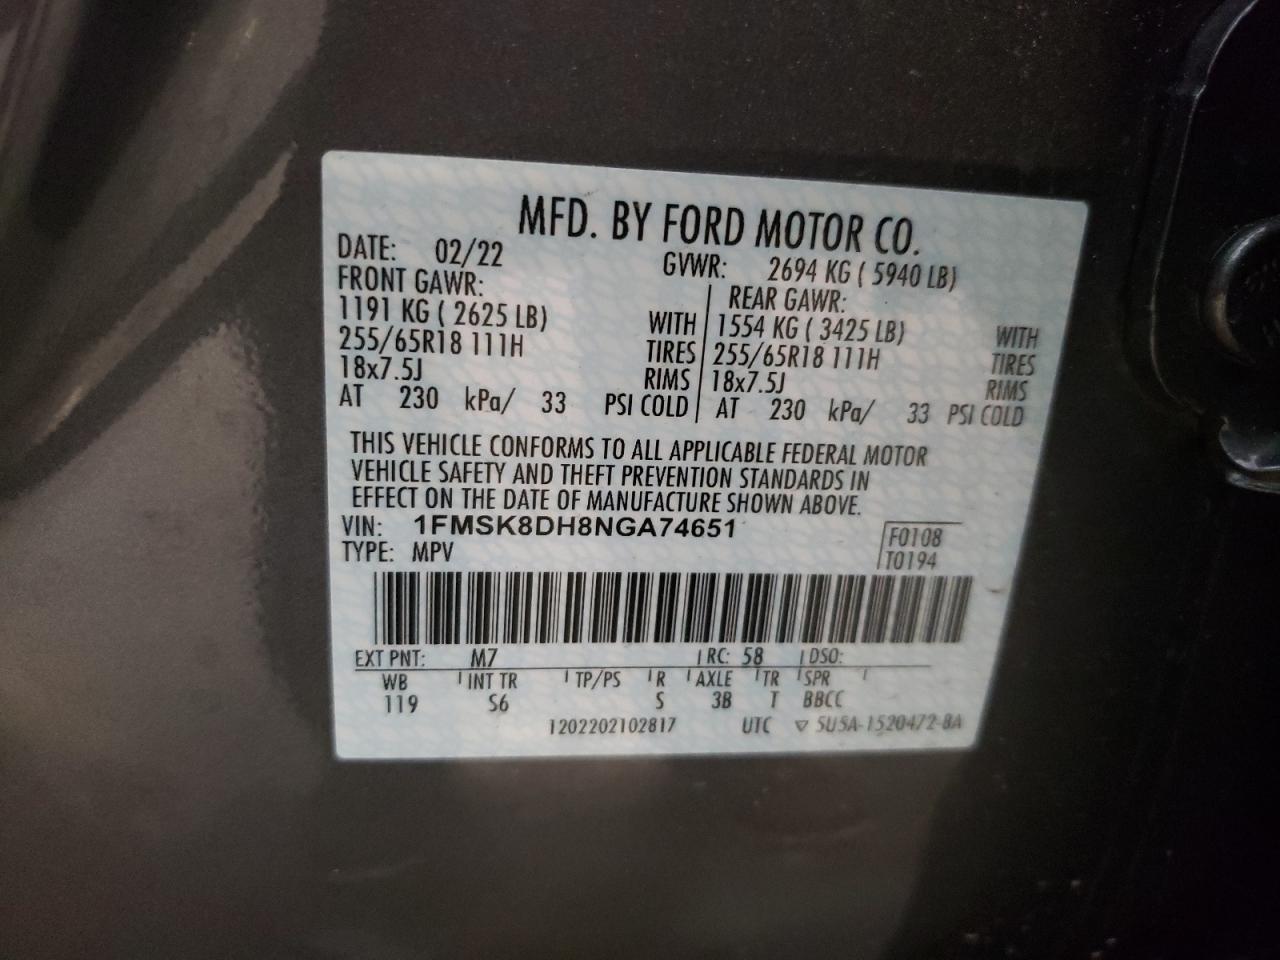 MFD. BY FORD MOTOR CO.
DATE: 02/22 GVWR: 2694 KG ( 5940 LB)
FRONT GAWR: REAR GAWR:
1191 KG ( 2625 LB) WITH 1554 KG ( 3425 LB) WITH
255/65R18 111H TIRES 255/65R18 111H TIRES
18x7.5J RIMS 18x7.5J RIMS
AT 230 kPa/ 33 PSI COLD AT 230 kPa/ 33 PSI COLD
THIS VEHICLE CONFORMS TO ALL APPLICABLE FEDERAL MOTOR
VEHICLE SAFETY AND THEFT PREVENTION STANDARDS IN
EFFECT ON THE DATE OF MANUFACTURE SHOWN ABOVE.
VIN: 1FMSK8DH8NGA74651 F0108
TYPE: MPV T0194
EXT PNT: M7 RC: 58 DSO:
WB INT TR TP/PS R AXLE TR SPR
119 S6 S 3B T BBCC
1202202102817 UTC ▽ 5U5A-1520472-BA